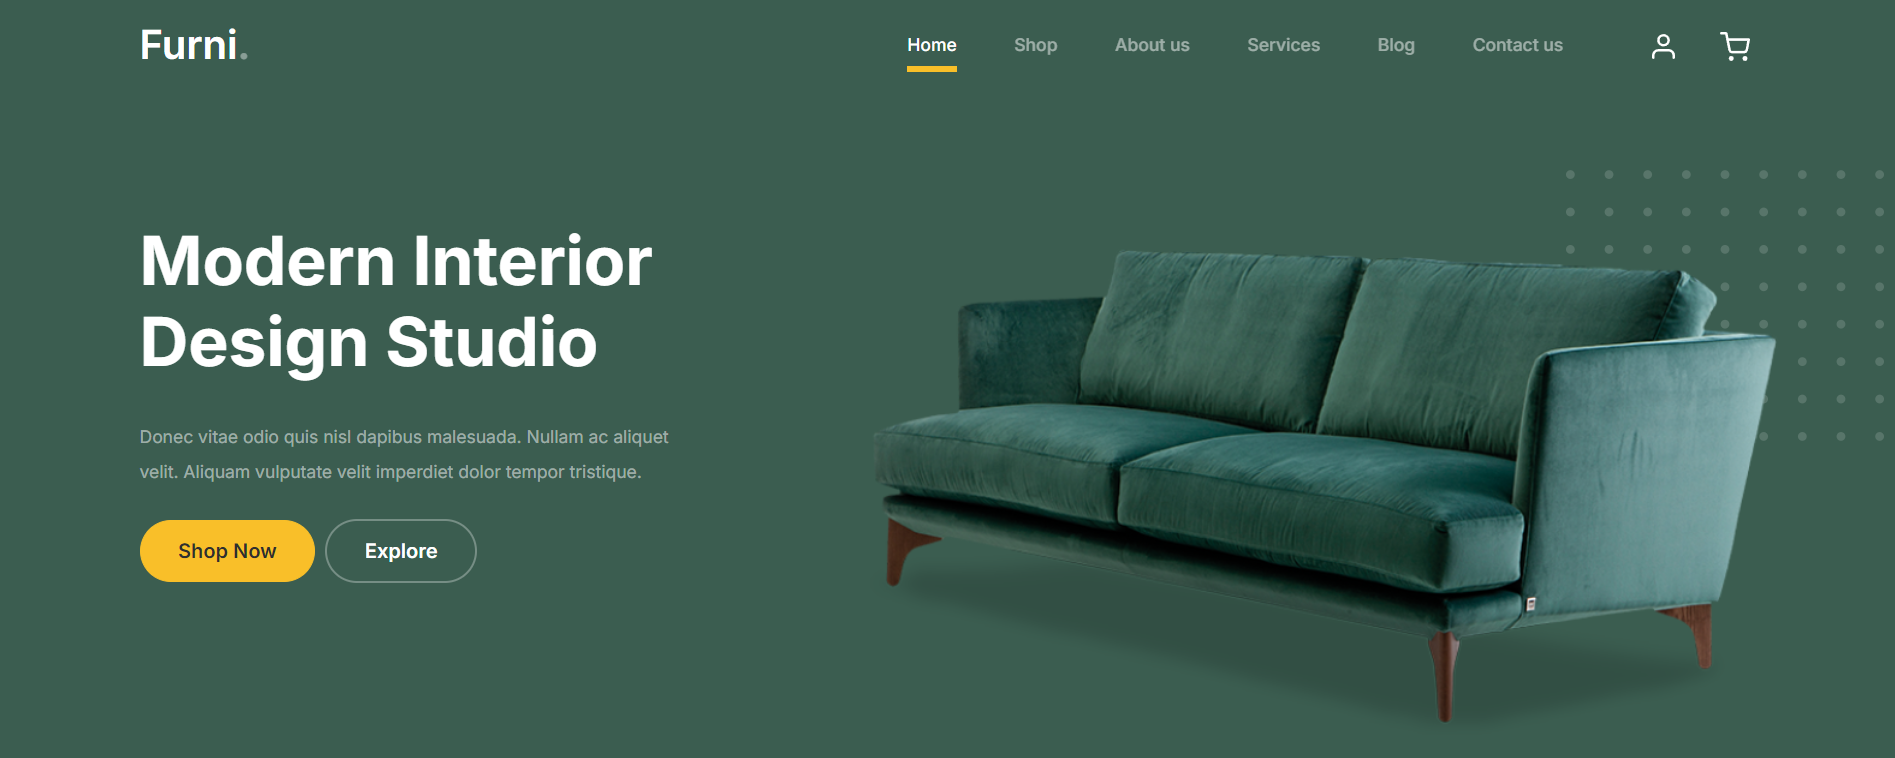 Furni.
Home Shop About us Services Blog Contact us
Modern Interior
Design Studio
Donec vitae odio quis nisl dapibus malesuada. Nullam ac aliquet
velit. Aliquam vulputate velit imperdiet dolor tempor tristique.
Shop Now Explore